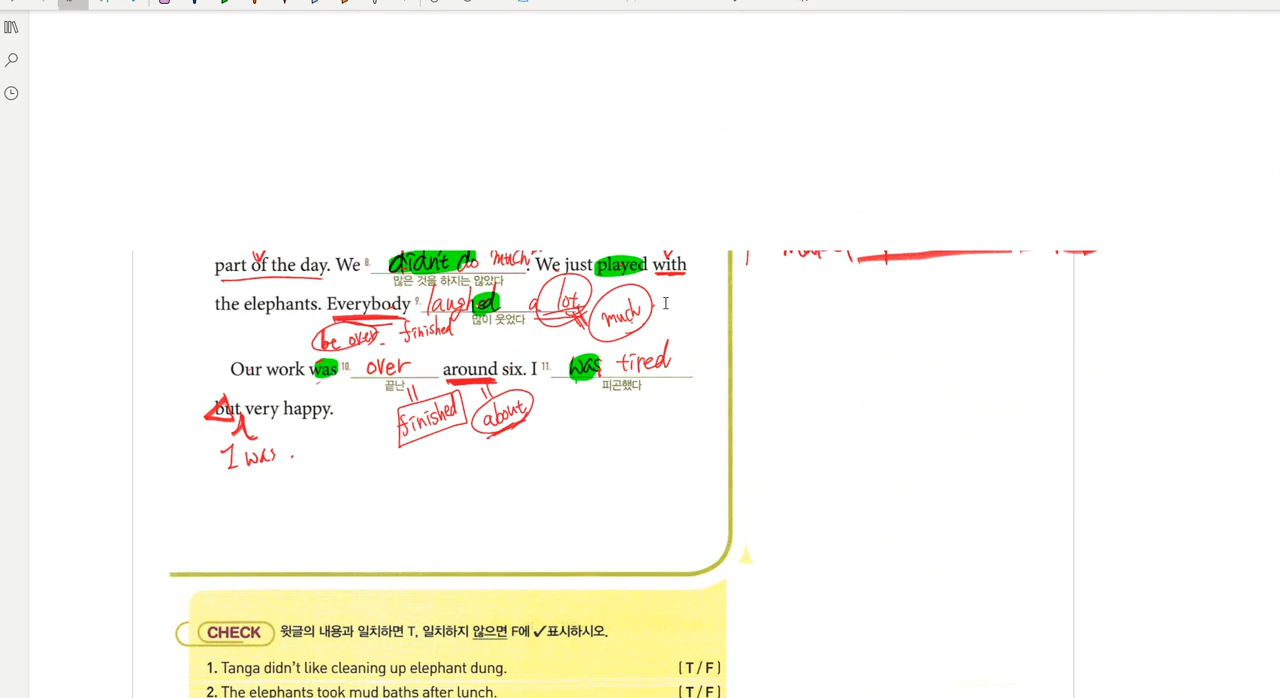 part of the day. We 8. didn't do much. We just played with
많은 것을 하지는 않았다
the elephants. Everybody 9. laughed a lot much.
많이 웃었다
be over. finished
Our work was 10. over around six. I 11. was tired
끝난 피곤했다
but very happy.
finished about
I was.
CHECK 윗글의 내용과 일치하면 T, 일치하지 않으면 F에 ✓표시하시오.
1. Tanga didn't like cleaning up elephant dung. [ T / F ]
2. The elephants took mud baths after lunch. [ T / F ]